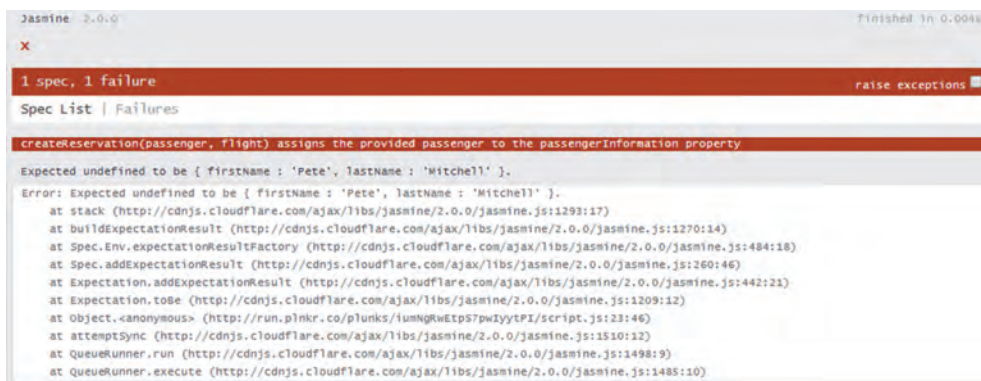 Jasmine 2.0.0 finished in 0.004s
x
1 spec, 1 failure raise exceptions
Spec List | Failures
createReservation(passenger, flight) assigns the provided passenger to the passengerInformation property
Expected undefined to be { firstName : 'Pete', lastName : 'Mitchell' }.
Error: Expected undefined to be { firstName : 'Pete', lastName : 'Mitchell' }.
at stack (http://cdnjs.cloudflare.com/ajax/libs/jasmine/2.0.0/jasmine.js:1293:17)
at buildExpectationResult (http://cdnjs.cloudflare.com/ajax/libs/jasmine/2.0.0/jasmine.js:1270:14)
at Spec.Env.expectationResultFactory (http://cdnjs.cloudflare.com/ajax/libs/jasmine/2.0.0/jasmine.js:484:18)
at Spec.addExpectationResult (http://cdnjs.cloudflare.com/ajax/libs/jasmine/2.0.0/jasmine.js:260:46)
at Expectation.addExpectationResult (http://cdnjs.cloudflare.com/ajax/libs/jasmine/2.0.0/jasmine.js:442:21)
at Expectation.toBe (http://cdnjs.cloudflare.com/ajax/libs/jasmine/2.0.0/jasmine.js:1209:12)
at Object.<anonymous> (http://run.plnkr.co/plunks/iumNgRwEtpS7pwIyytPI/script.js:23:46)
at attemptSync (http://cdnjs.cloudflare.com/ajax/libs/jasmine/2.0.0/jasmine.js:1510:12)
at QueueRunner.run (http://cdnjs.cloudflare.com/ajax/libs/jasmine/2.0.0/jasmine.js:1498:9)
at QueueRunner.execute (http://cdnjs.cloudflare.com/ajax/libs/jasmine/2.0.0/jasmine.js:1485:10)